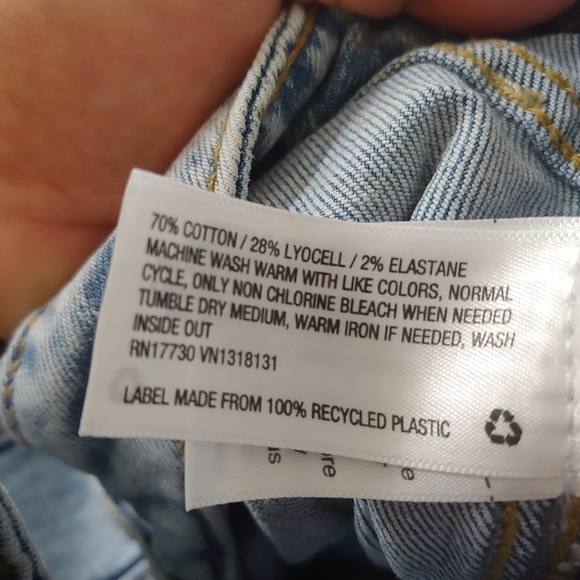 70% COTTON / 28% LYOCELL / 2% ELASTANE
MACHINE WASH WARM WITH LIKE COLORS, NORMAL
CYCLE, ONLY NON CHLORINE BLEACH WHEN NEEDED
TUMBLE DRY MEDIUM, WARM IRON IF NEEDED, WASH
INSIDE OUT
RN17730 VN1318131
LABEL MADE FROM 100% RECYCLED PLASTIC